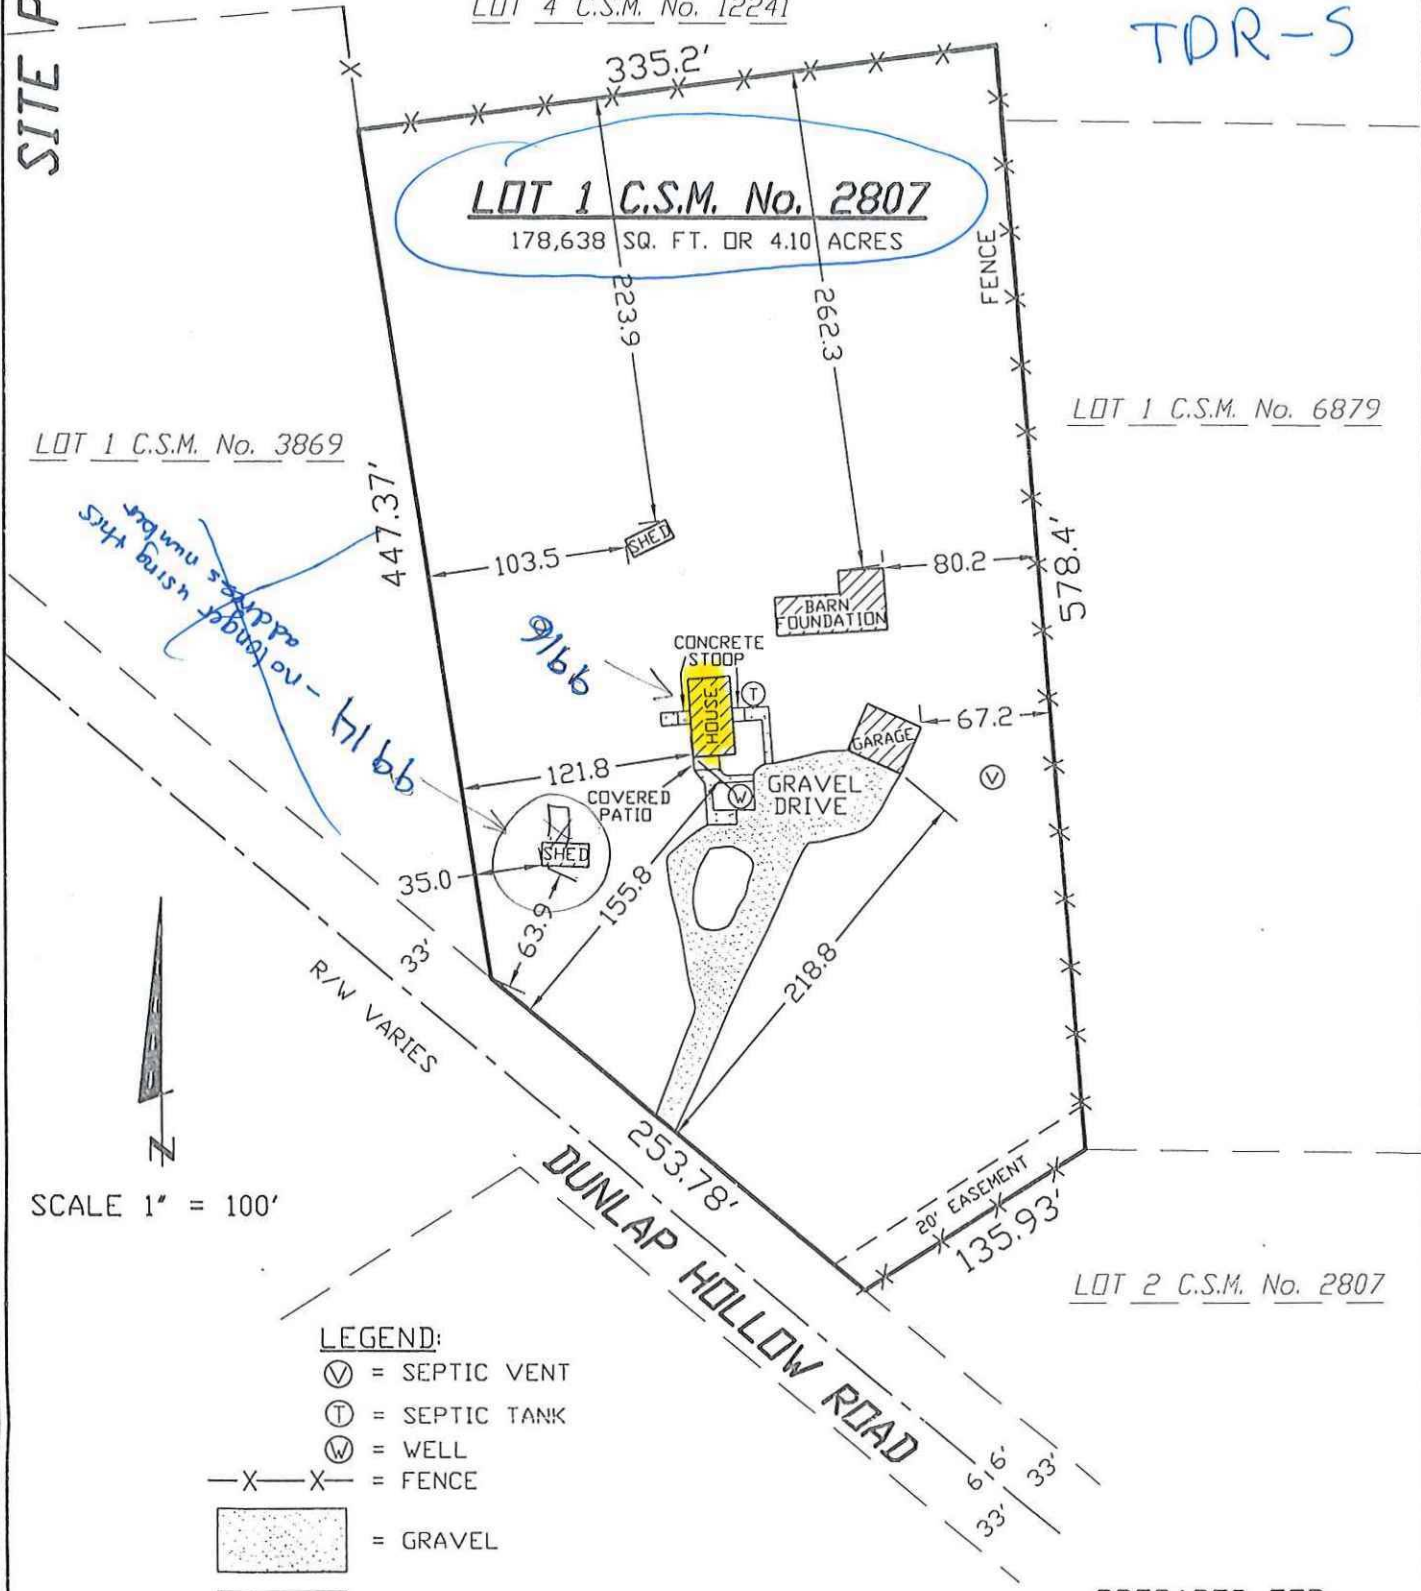 SITE P
LOT 4 C.S.M. No. 12241
TDR-S
335.2'
LOT 1 C.S.M. No. 2807
178,638 SQ. FT. OR 4.10 ACRES
223.9
262.3
FENCE
LOT 1 C.S.M. No. 3869
LOT 1 C.S.M. No. 6879
447.37'
578.4'
103.5
SHED
80.2
BARN
FOUNDATION
9916
CONCRETE
STOOP
T
HOUSE
9914 - no longer using this
address number
67.2
GARAGE
V
121.8
COVERED
PATIO
W
GRAVEL
DRIVE
SHED
35.0
63.9
155.8
218.8
33'
R/W VARIES
N
SCALE 1" = 100'
253.78'
20' EASEMENT
135.93'
DUNLAP HOLLOW ROAD
LOT 2 C.S.M. No. 2807
66'
33'
33'
LEGEND:
V = SEPTIC VENT
T = SEPTIC TANK
W = WELL
—X——X— = FENCE
= GRAVEL